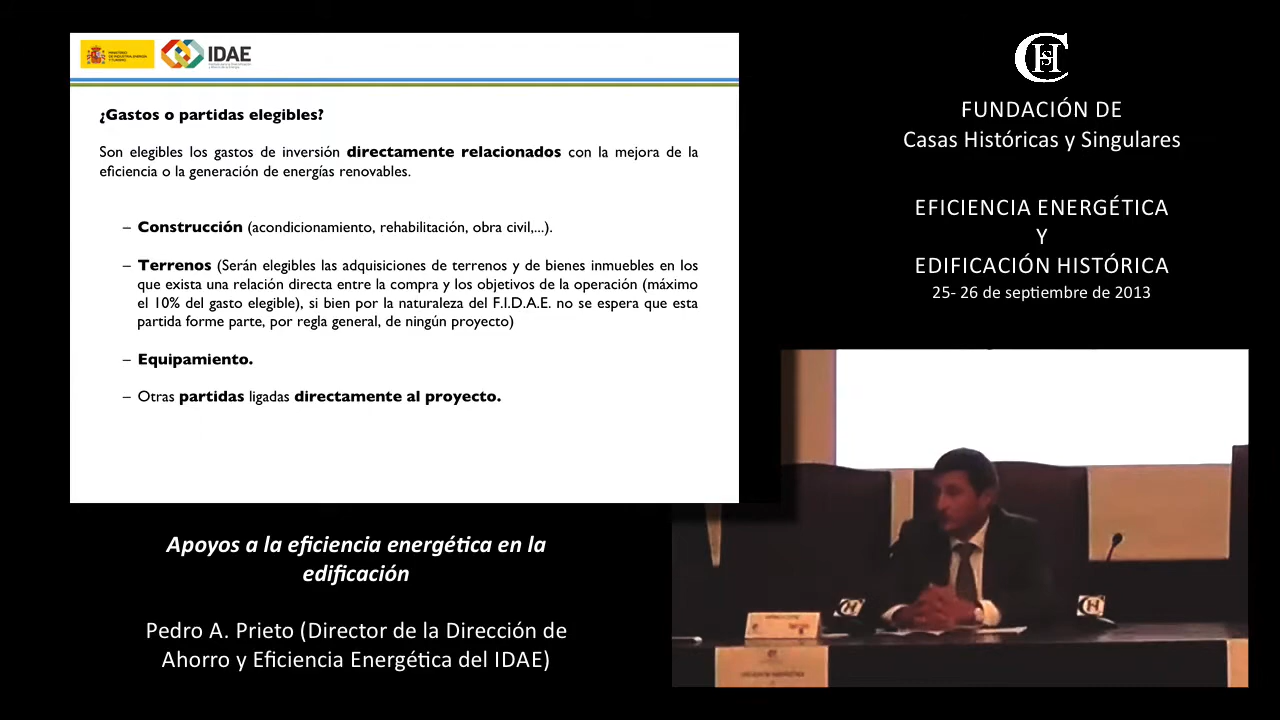 MINISTERIO
DE INDUSTRIA, ENERGÍA
Y TURISMO
IDAE
¿Gastos o partidas elegibles?
Son elegibles los gastos de inversión directamente relacionados con la mejora de la
eficiencia o la generación de energías renovables.
– Construcción (acondicionamiento, rehabilitación, obra civil,...).
– Terrenos (Serán elegibles las adquisiciones de terrenos y de bienes inmuebles en los
que exista una relación directa entre la compra y los objetivos de la operación (máximo
el 10% del gasto elegible), si bien por la naturaleza del F.I.D.A.E. no se espera que esta
partida forme parte, por regla general, de ningún proyecto)
– Equipamiento.
– Otras partidas ligadas directamente al proyecto.
Apoyos a la eficiencia energética en la
edificación
Pedro A. Prieto (Director de la Dirección de
Ahorro y Eficiencia Energética del IDAE)
CHS
FUNDACIÓN DE
Casas Históricas y Singulares
EFICIENCIA ENERGÉTICA
Y
EDIFICACIÓN HISTÓRICA
25- 26 de septiembre de 2013